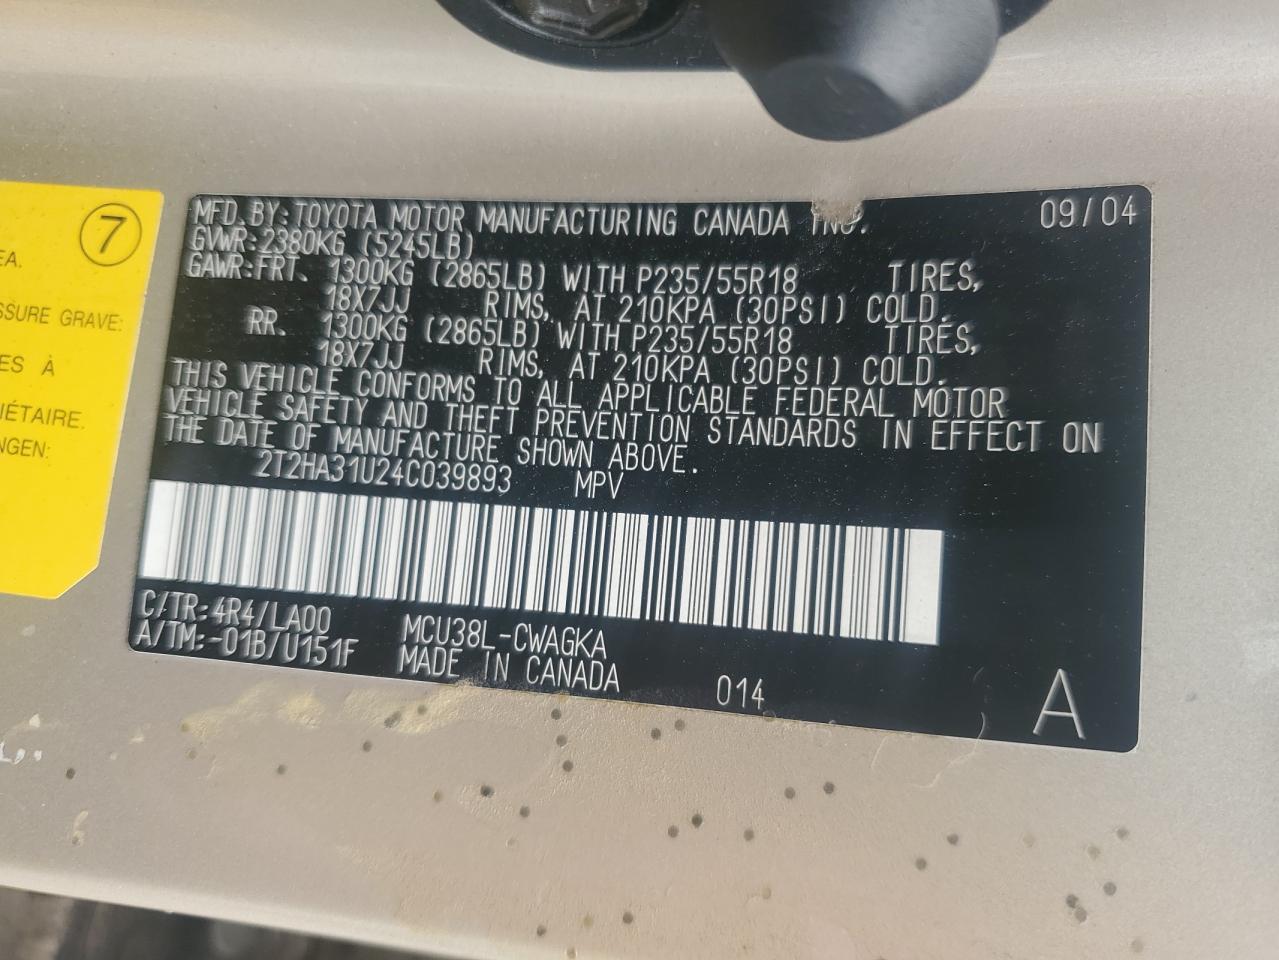 7
EA.
SSURE GRAVE:
ES À
IÉTAIRE.
NGEN:
MFD. BY: TOYOTA MOTOR MANUFACTURING CANADA INC. 09/04
GVWR: 2380KG (5245LB)
GAWR: FRT. 1300KG (2865LB) WITH P235/55R18 TIRES,
18X7JJ RIMS, AT 210KPA (30PSI) COLD.
RR. 1300KG (2865LB) WITH P235/55R18 TIRES,
18X7JJ RIMS, AT 210KPA (30PSI) COLD.
THIS VEHICLE CONFORMS TO ALL APPLICABLE FEDERAL MOTOR
VEHICLE SAFETY AND THEFT PREVENTION STANDARDS IN EFFECT ON
THE DATE OF MANUFACTURE SHOWN ABOVE.
2T2HA31U24C039893 MPV
C/TR: 4R4/LA00 MCU38L-CWAGKA
A/TM: -01B/U151F MADE IN CANADA 014 A